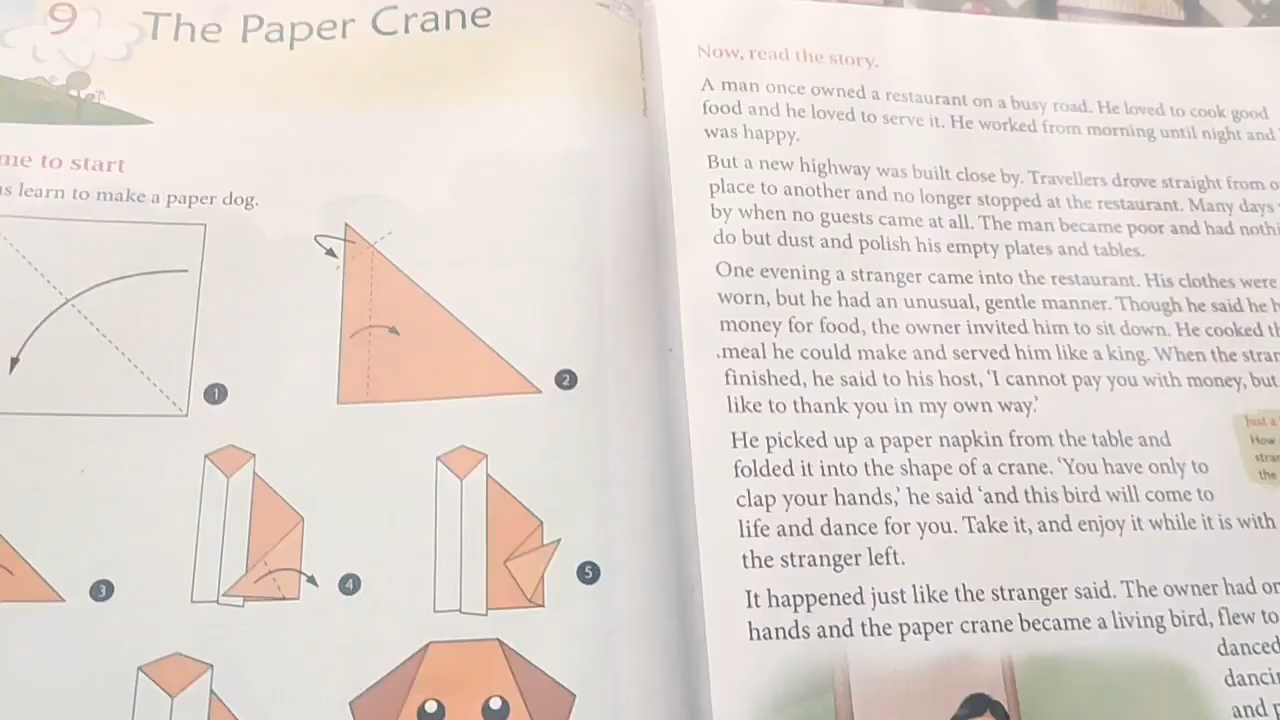 9 The Paper Crane
me to start
learn to make a paper dog.
1
2
3
4
5
Now, read the story.
A man once owned a restaurant on a busy road. He loved to cook good
food and he loved to serve it. He worked from morning until night and
was happy.
But a new highway was built close by. Travellers drove straight from
place to another and no longer stopped at the restaurant. Many days
by when no guests came at all. The man became poor and had
do but dust and polish his empty plates and tables.
One evening a stranger came into the restaurant. His clothes were
worn, but he had an unusual, gentle manner. Though he said he
money for food, the owner invited him to sit down. He cooked
meal he could make and served him like a king. When the
finished, he said to his host, ‘I cannot pay you with money, but
like to thank you in my own way.’
He picked up a paper napkin from the table and
folded it into the shape of a crane. ‘You have only to
clap your hands,’ he said ‘and this bird will come to
life and dance for you. Take it, and enjoy it while it is with
the stranger left.
It happened just like the stranger said. The owner had
hands and the paper crane became a living bird, flew to
danced
and
Just a
How
the